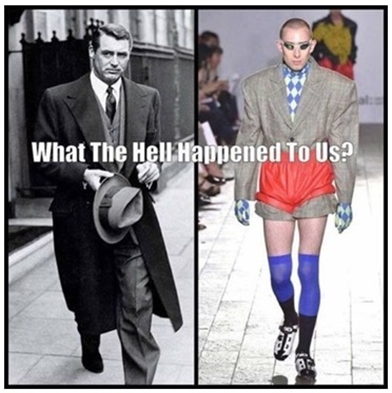 What The Hell Happened To Us?